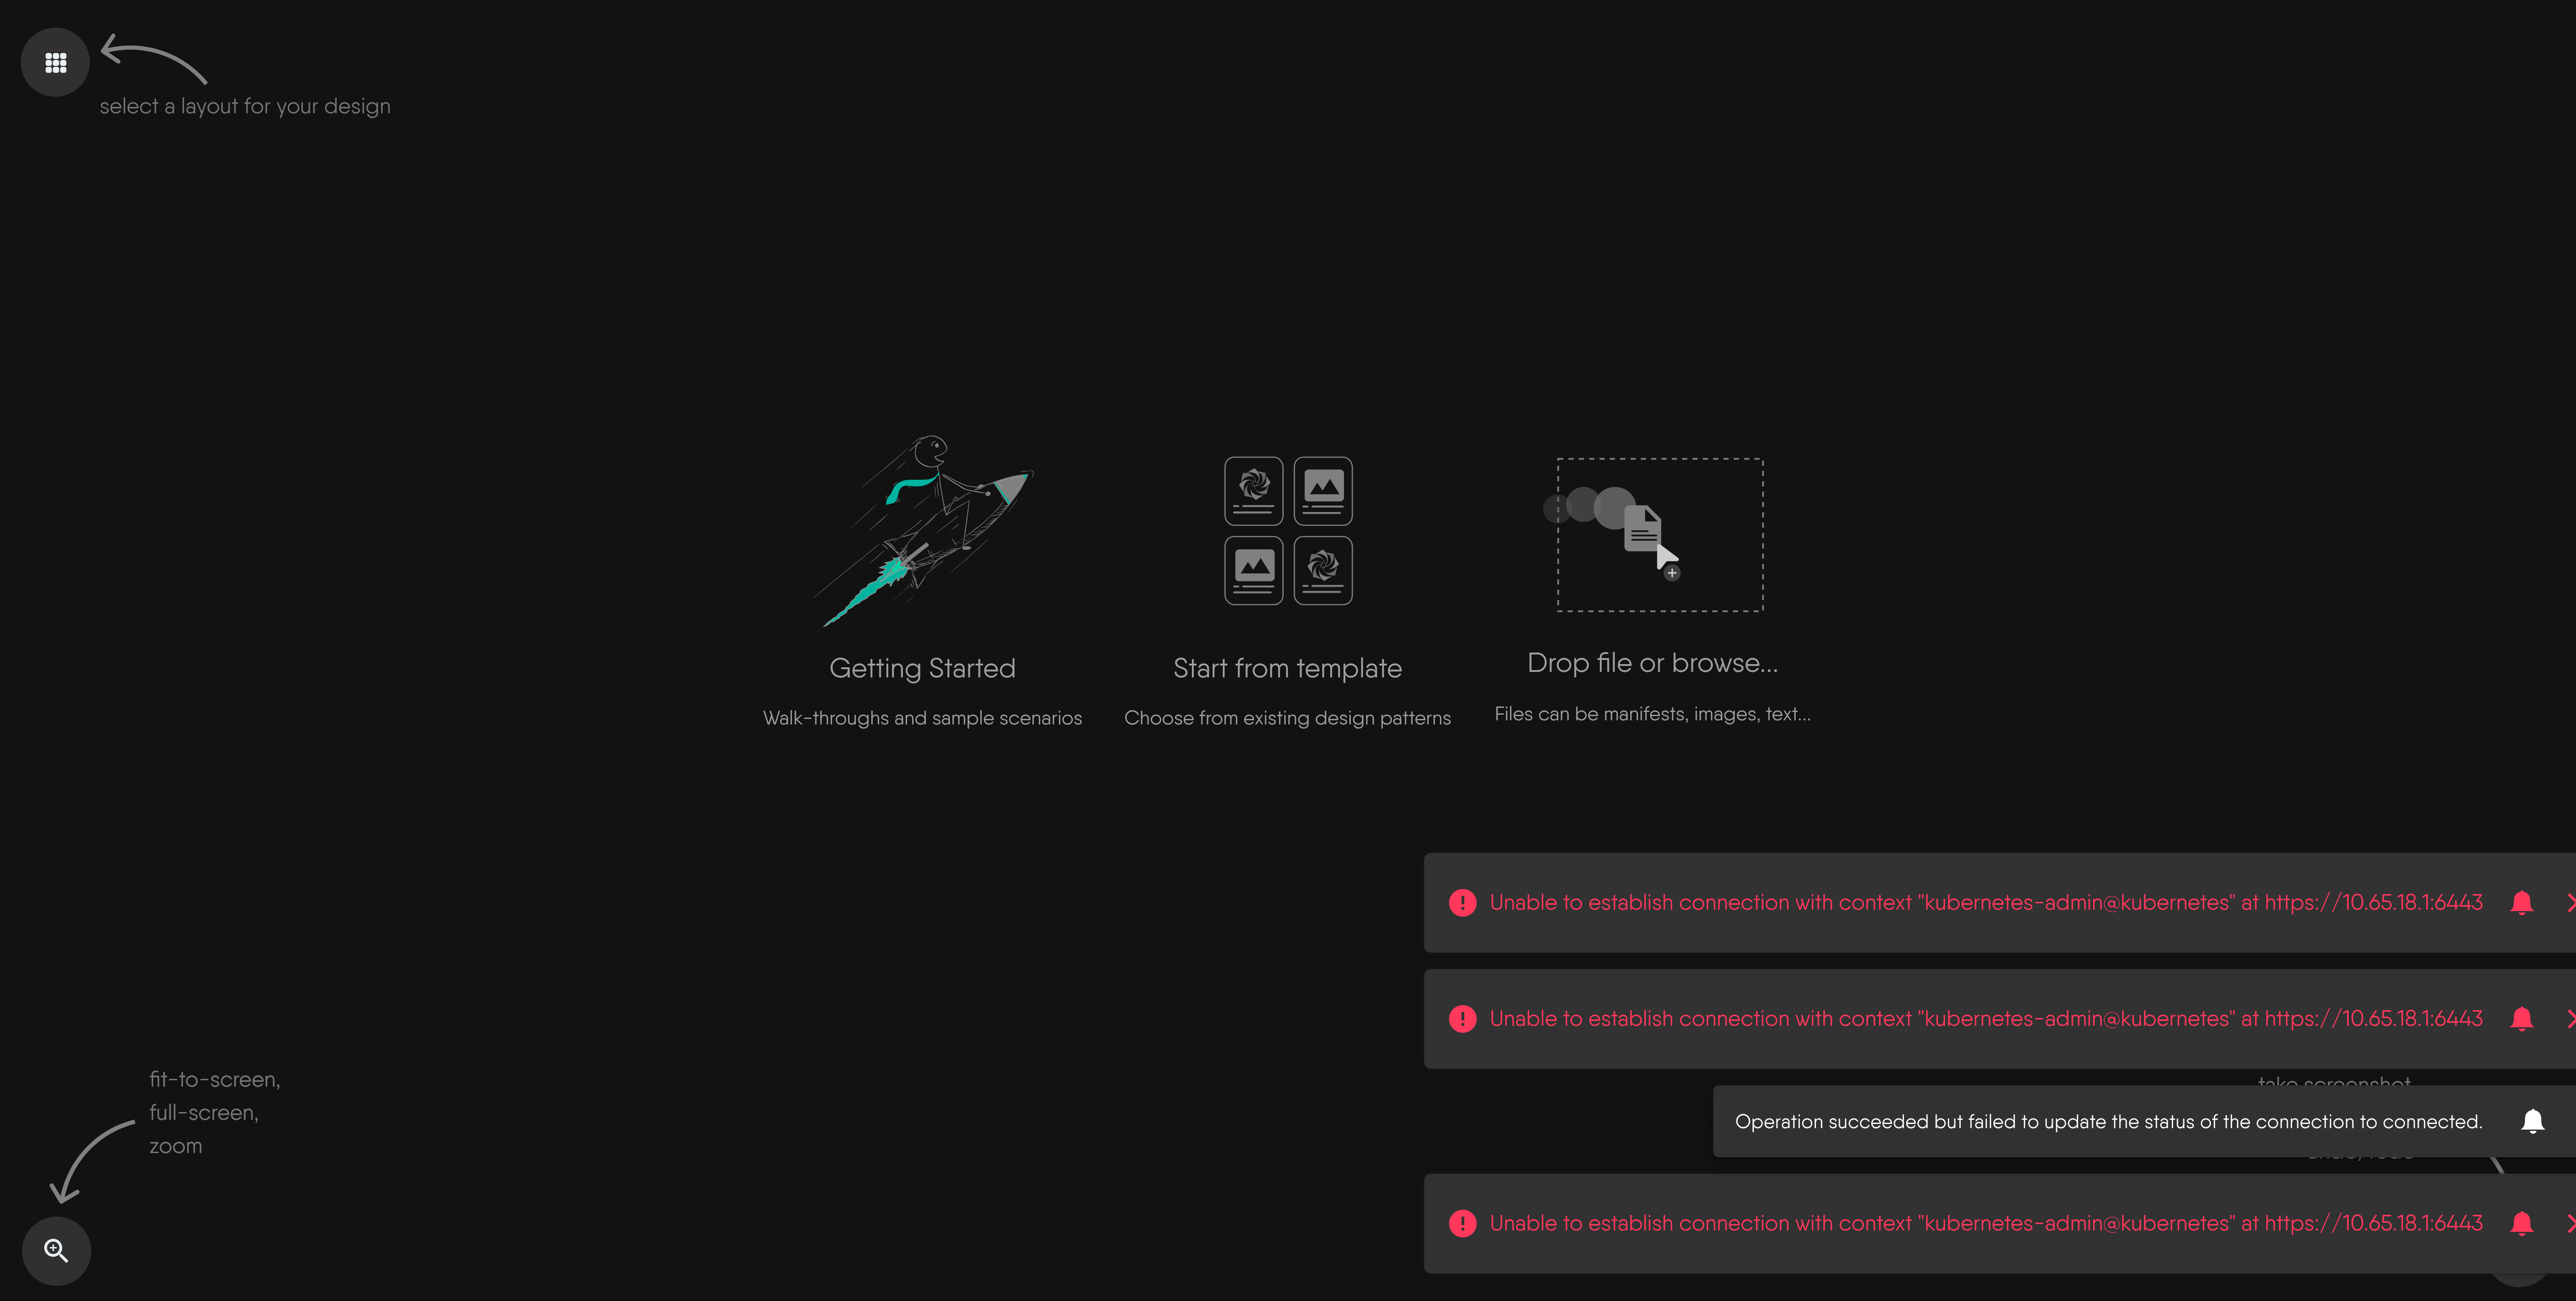 select a layout for your design
Getting Started
Walk-throughs and sample scenarios
Start from template
Choose from existing design patterns
Drop file or browse...
Files can be manifests, images, text...
Unable to establish connection with context "kubernetes-admin@kubernetes" at https://10.65.18.1:6443
Unable to establish connection with context "kubernetes-admin@kubernetes" at https://10.65.18.1:6443
fit-to-screen,
full-screen,
zoom
take screenshot
Operation succeeded but failed to update the status of the connection to connected.
Unable to establish connection with context "kubernetes-admin@kubernetes" at https://10.65.18.1:6443